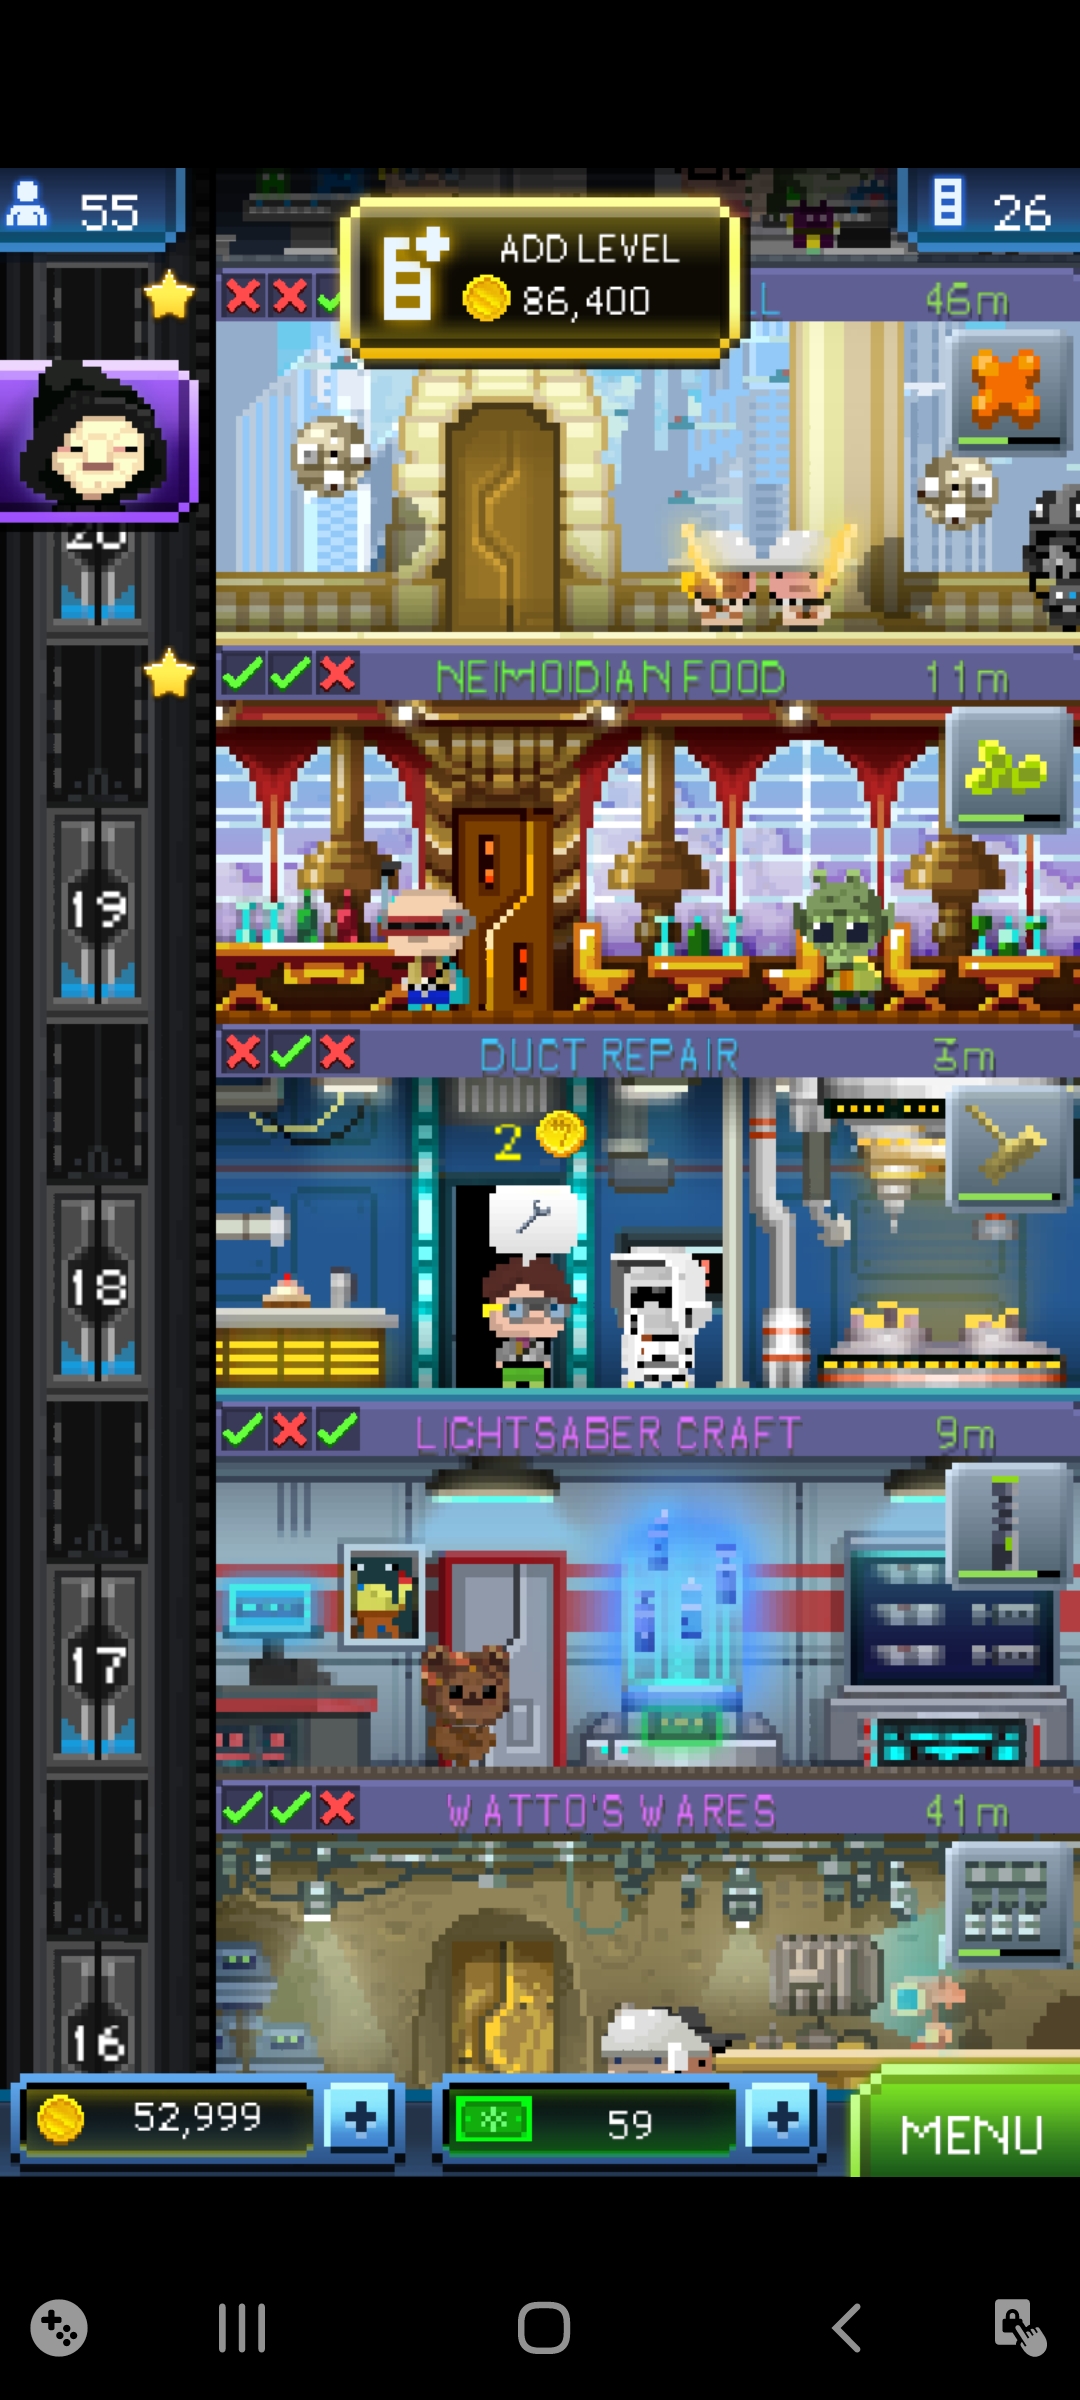 55
26
ADD LEVEL
86,400
46m
20
NEIMOIDIAN FOOD
11m
19
DUCT REPAIR
3m
2
18
LIGHTSABER CRAFT
9m
17
WATTO'S WARES
41m
16
52,999
59
MENU